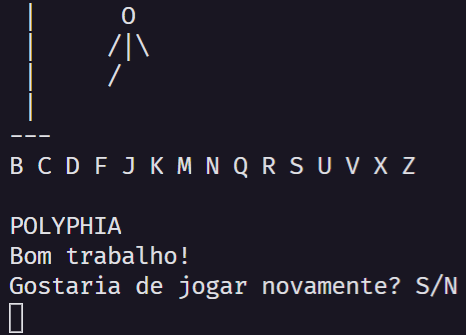 |      O
|     /|\
|     /
|
---
B C D F J K M N Q R S U V X Z
POLYPHIA
Bom trabalho!
Gostaria de jogar novamente? S/N